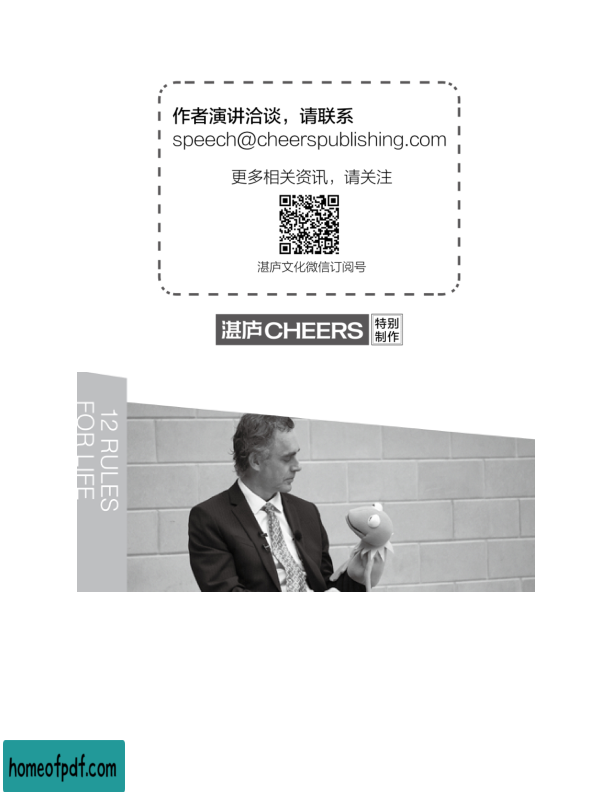 作者演讲洽谈，请联系
speech@cheerspublishing.com
更多相关资讯，请关注
湛庐文化微信订阅号
湛庐CHEERS 特别
制作
12 RULES
FOR LIFE
homeofpdf.com